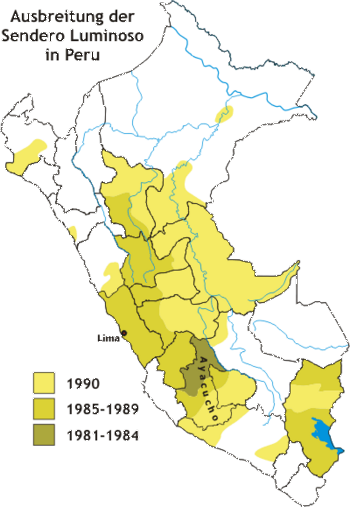 Ausbreitung der
Sendero Luminoso
in Peru
Lima
Ayacucho
1990
1985-1989
1981-1984